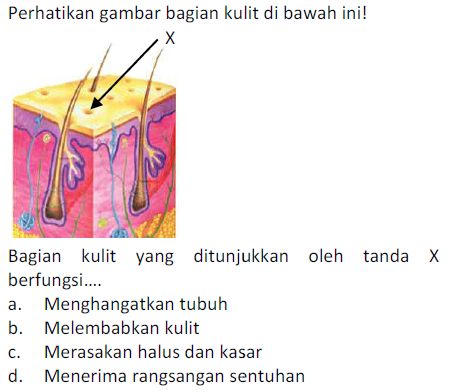 Perhatikan gambar bagian kulit di bawah ini!
X
Bagian kulit yang ditunjukkan oleh tanda X
berfungsi....
a. Menghangatkan tubuh
b. Melembabkan kulit
c. Merasakan halus dan kasar
d. Menerima rangsangan sentuhan